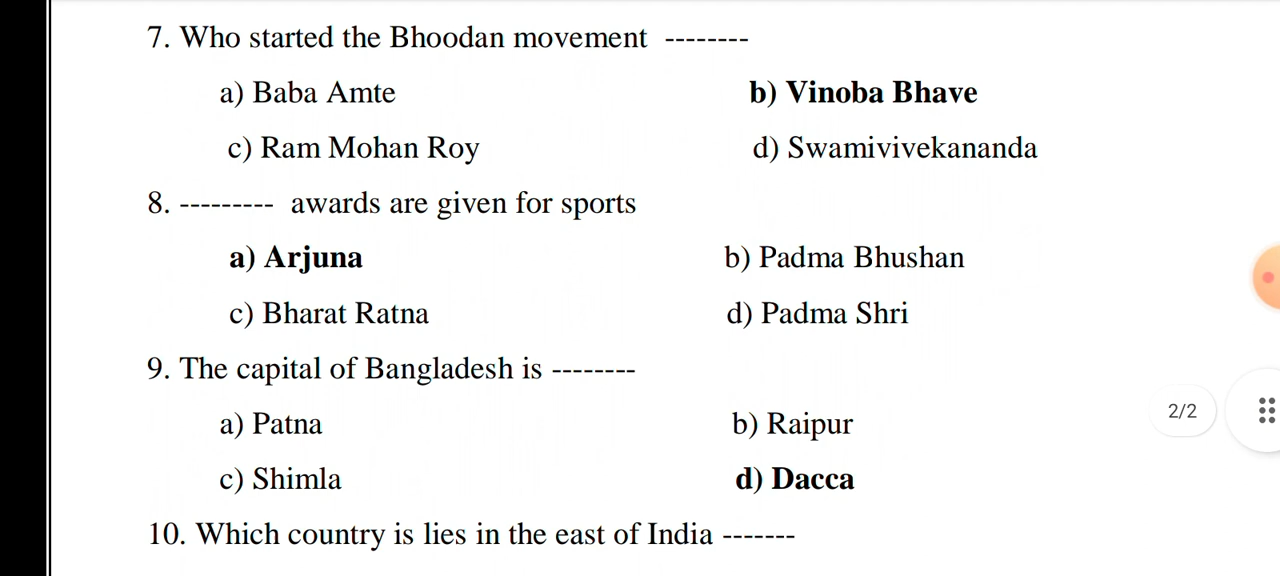 7. Who started the Bhoodan movement --------
a) Baba Amte b) Vinoba Bhave
c) Ram Mohan Roy d) Swamivivekananda
8. --------- awards are given for sports
a) Arjuna b) Padma Bhushan
c) Bharat Ratna d) Padma Shri
9. The capital of Bangladesh is --------
a) Patna b) Raipur
2/2
c) Shimla d) Dacca
10. Which country is lies in the east of India -------